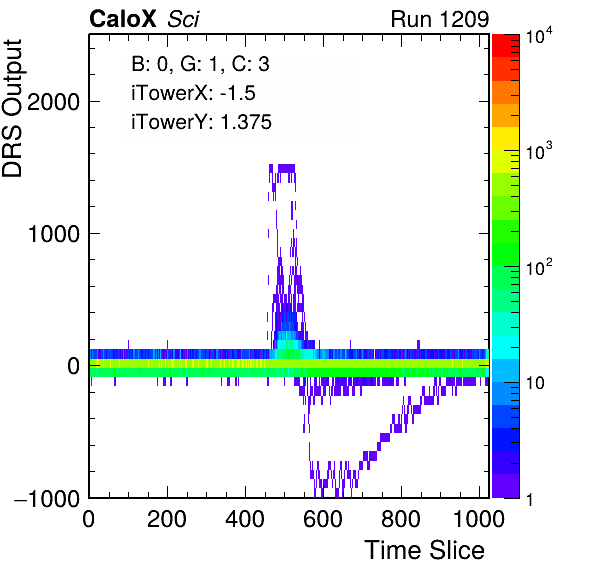 CaloX Sci Run 1209
B: 0, G: 1, C: 3
iTowerX: -1.5
iTowerY: 1.375
DRS Output
2000
1000
0
−1000
0 200 400 600 800 1000
Time Slice
10^4
10^3
10^2
10
1